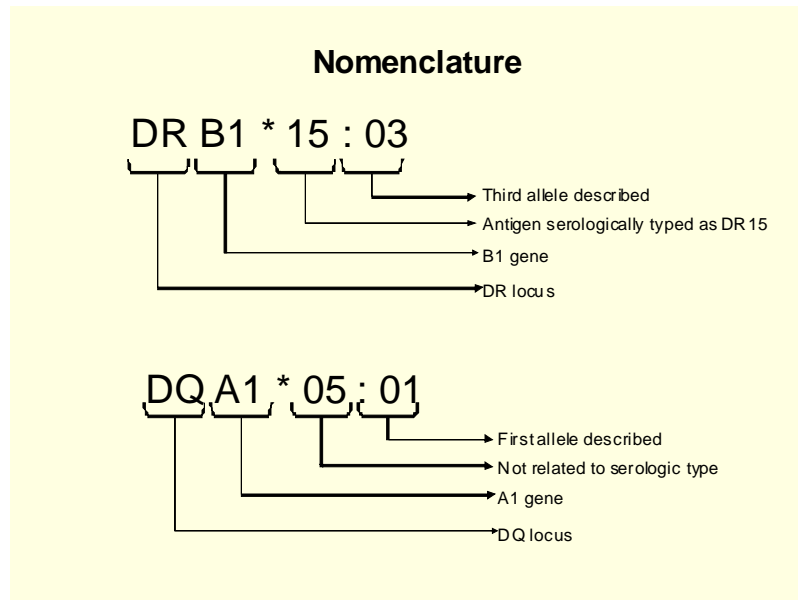 Nomenclature
DR B1 * 15 : 03
Third allele described
Antigen serologically typed as DR15
B1 gene
DR locus
DQ A1 * 05 : 01
First allele described
Not related to serologic type
A1 gene
DQ locus